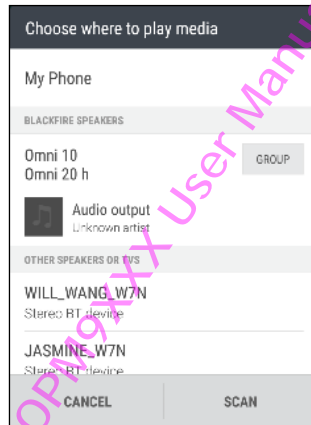 Choose where to play media
My Phone
BLACKFIRE SPEAKERS
Omni 10
Omni 20 h
GROUP
Audio output
Unknown artist
OTHER SPEAKERS OR TVS
WILL_WANG_W7N
Stereo BT device
JASMINE_W7N
Stereo BT device
CANCEL
SCAN
OPM9XXX User Manu